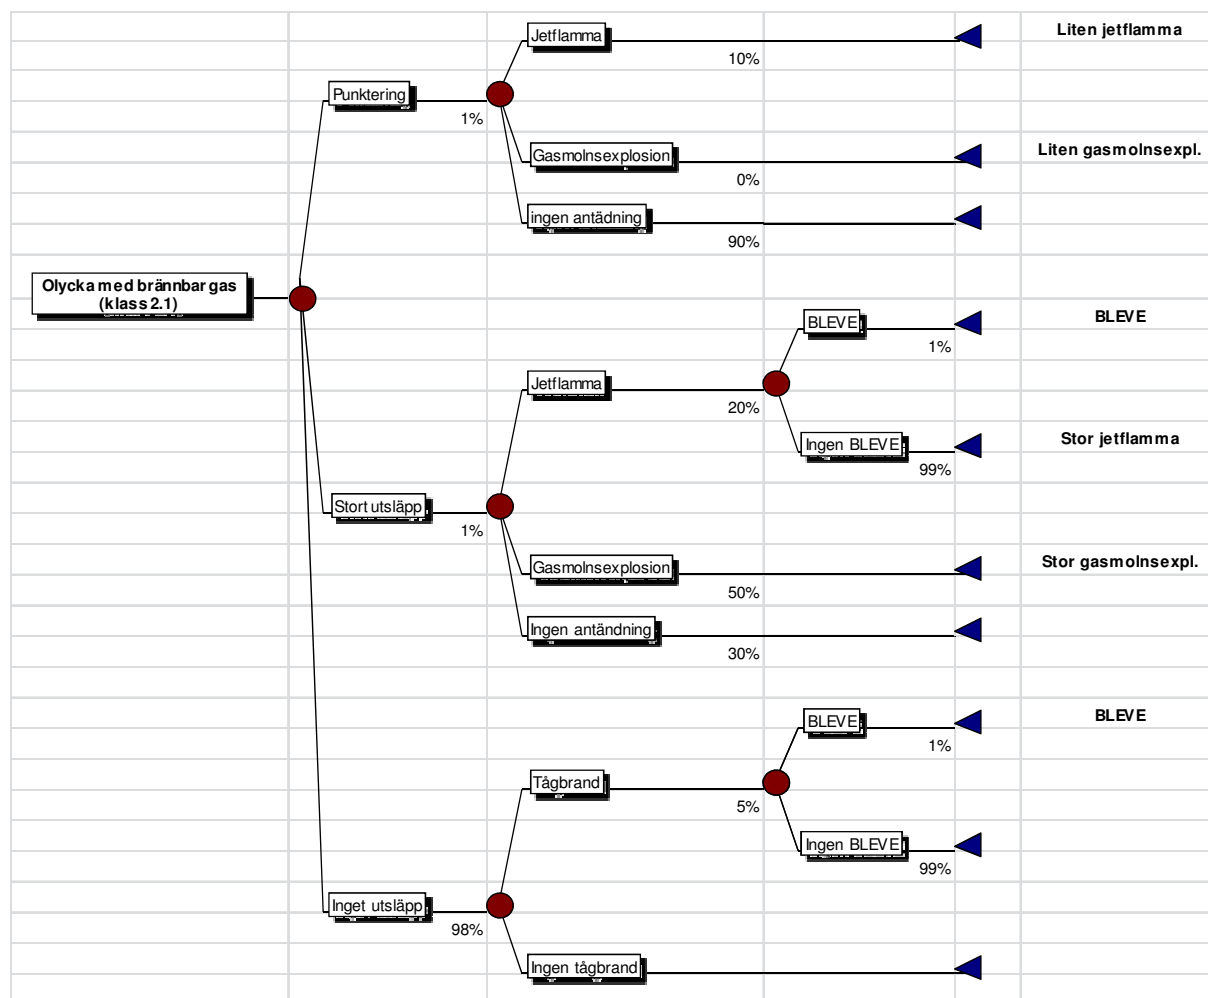 Jetflamma
Liten jetflamma
10%
Punktering
1%
Gasmolnsexplosion
Liten gasmolnsexpl.
0%
ingen antädning
90%
Olycka med brännbar gas
(klass 2.1)
BLEVE
BLEVE
1%
Jetflamma
20%
Ingen BLEVE
Stor jetflamma
99%
Stort utsläpp
1%
Gasmolnsexplosion
Stor gasmolnsexpl.
50%
Ingen antändning
30%
BLEVE
BLEVE
1%
Tågbrand
5%
Ingen BLEVE
99%
Inget utsläpp
98%
Ingen tågbrand